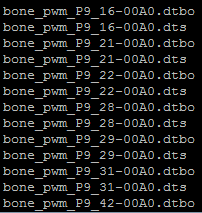 bone_pwm_P9_16-00A0.dtbo
bone_pwm_P9_16-00A0.dts
bone_pwm_P9_21-00A0.dtbo
bone_pwm_P9_21-00A0.dts
bone_pwm_P9_22-00A0.dtbo
bone_pwm_P9_22-00A0.dts
bone_pwm_P9_28-00A0.dtbo
bone_pwm_P9_28-00A0.dts
bone_pwm_P9_29-00A0.dtbo
bone_pwm_P9_29-00A0.dts
bone_pwm_P9_31-00A0.dtbo
bone_pwm_P9_31-00A0.dts
bone_pwm_P9_42-00A0.dtbo